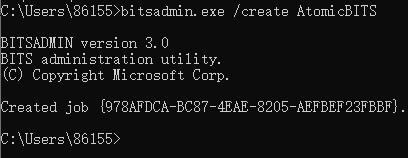 C:\Users\86155>bitsadmin.exe /create AtomicBITS
BITSADMIN version 3.0
BITS administration utility.
(C) Copyright Microsoft Corp.
Created job {978AFDCA-BC87-4EAE-8205-AEFBEF23FBBF}.
C:\Users\86155>